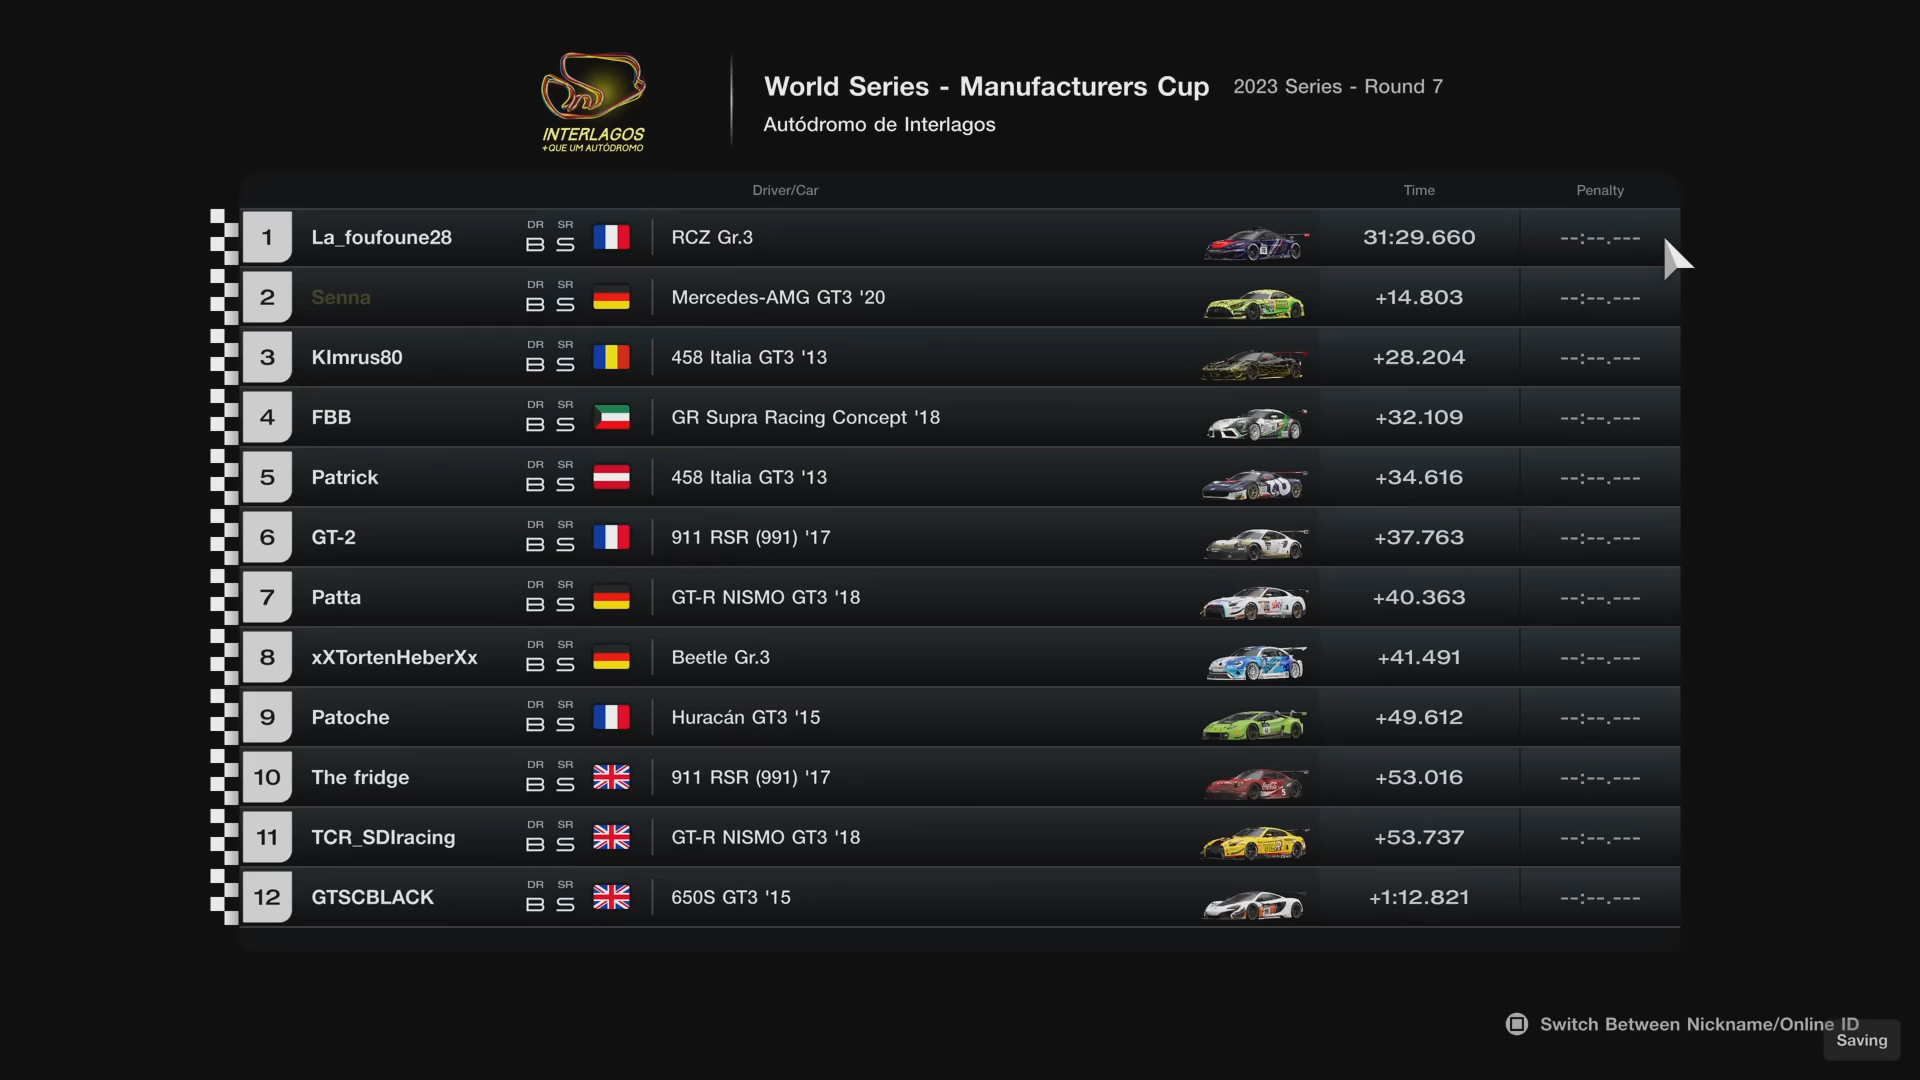 INTERLAGOS
+QUE UM AUTÓDROMO
World Series - Manufacturers Cup 2023 Series - Round 7
Autódromo de Interlagos
Driver/Car Time Penalty
1 La_foufoune28 DR B SR S RCZ Gr.3 31:29.660 --:--.---
2 Senna DR B SR S Mercedes-AMG GT3 '20 +14.803 --:--.---
3 KImrus80 DR B SR S 458 Italia GT3 '13 +28.204 --:--.---
4 FBB DR B SR S GR Supra Racing Concept '18 +32.109 --:--.---
5 Patrick DR B SR S 458 Italia GT3 '13 +34.616 --:--.---
6 GT-2 DR B SR S 911 RSR (991) '17 +37.763 --:--.---
7 Patta DR B SR S GT-R NISMO GT3 '18 +40.363 --:--.---
8 xXTortenHeberXx DR B SR S Beetle Gr.3 +41.491 --:--.---
9 Patoche DR B SR S Huracán GT3 '15 +49.612 --:--.---
10 The fridge DR B SR S 911 RSR (991) '17 +53.016 --:--.---
11 TCR_SDIracing DR B SR S GT-R NISMO GT3 '18 +53.737 --:--.---
12 GTSCBLACK DR B SR S 650S GT3 '15 +1:12.821 --:--.---
Switch Between Nickname/Online ID
Saving